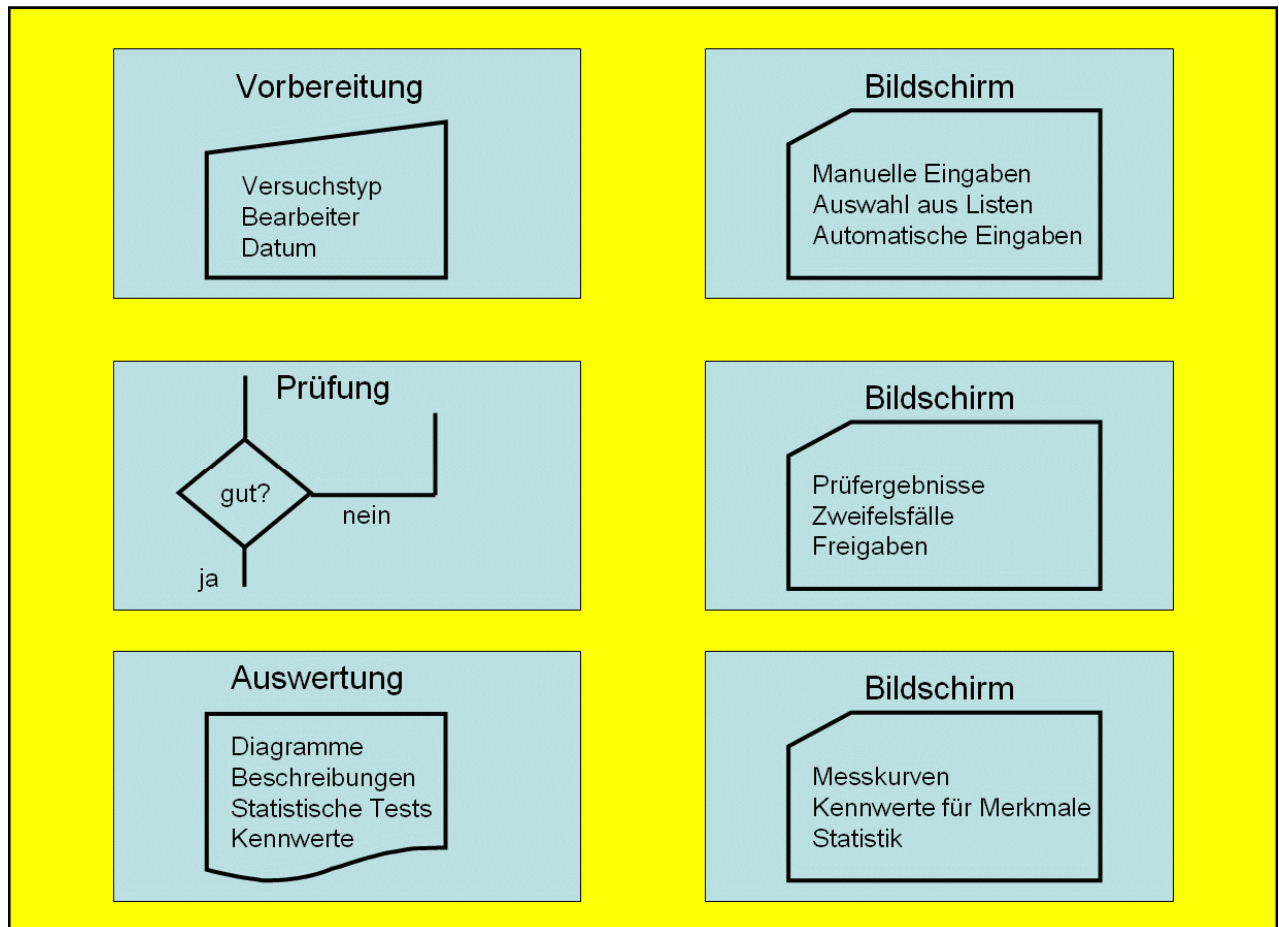 Vorbereitung
Versuchstyp
Bearbeiter
Datum
Bildschirm
Manuelle Eingaben
Auswahl aus Listen
Automatische Eingaben
Prüfung
gut?
nein
ja
Bildschirm
Prüfergebnisse
Zweifelsfälle
Freigaben
Auswertung
Diagramme
Beschreibungen
Statistische Tests
Kennwerte
Bildschirm
Messkurven
Kennwerte für Merkmale
Statistik